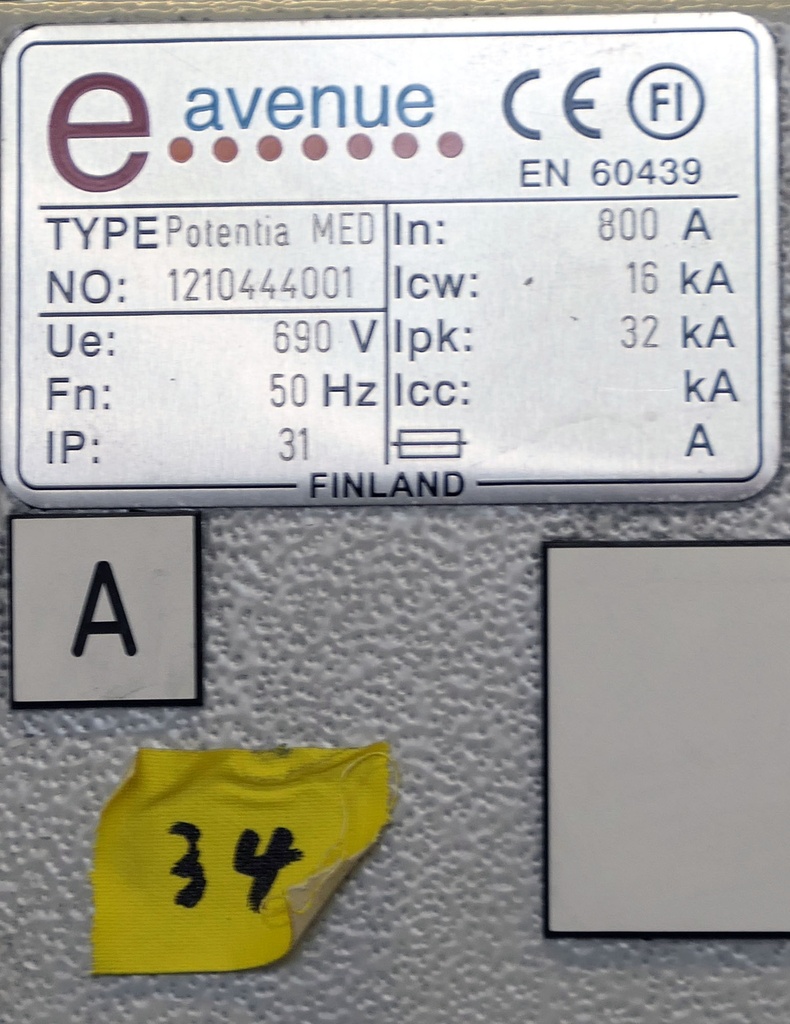 e avenue CE FI
EN 60439
TYPE Potentia MED
NO: 1210444001
Ue: 690 V
Fn: 50 Hz
IP: 31
In: 800 A
Icw: 16 kA
Ipk: 32 kA
Icc: kA
A
FINLAND
A
34